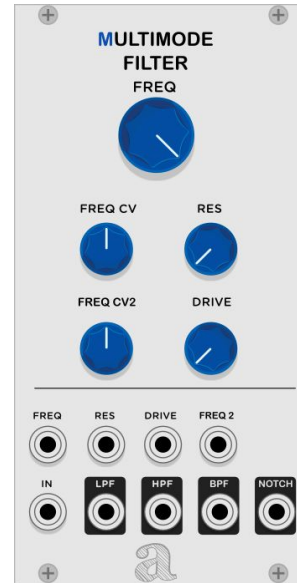 MULTIMODE
FILTER
FREQ
FREQ CV RES
FREQ CV2 DRIVE
FREQ RES DRIVE FREQ 2
IN LPF HPF BPF NOTCH
a